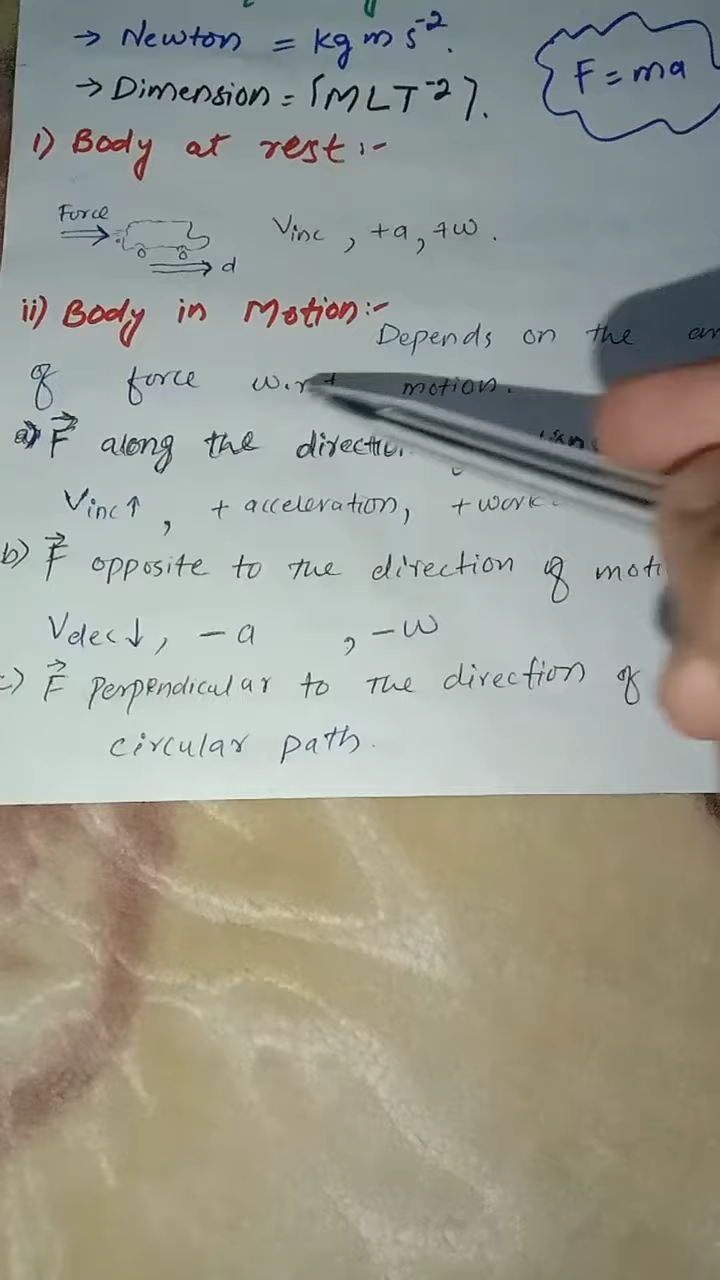 → Newton = kg m s⁻².
→ Dimension = [MLT⁻²].
F = ma
i) Body at rest :-
Force
Vinc , +a, +w .
d
ii) Body in Motion:-
Depends on the
of force w.r.t motion.
a) F⃗ along the
Vinc ↑ , + acceleration, + work
b) F⃗ opposite to the direction of
Vdec ↓ , - a , - w
F⃗ Perpendicular to the direction of
circular path.